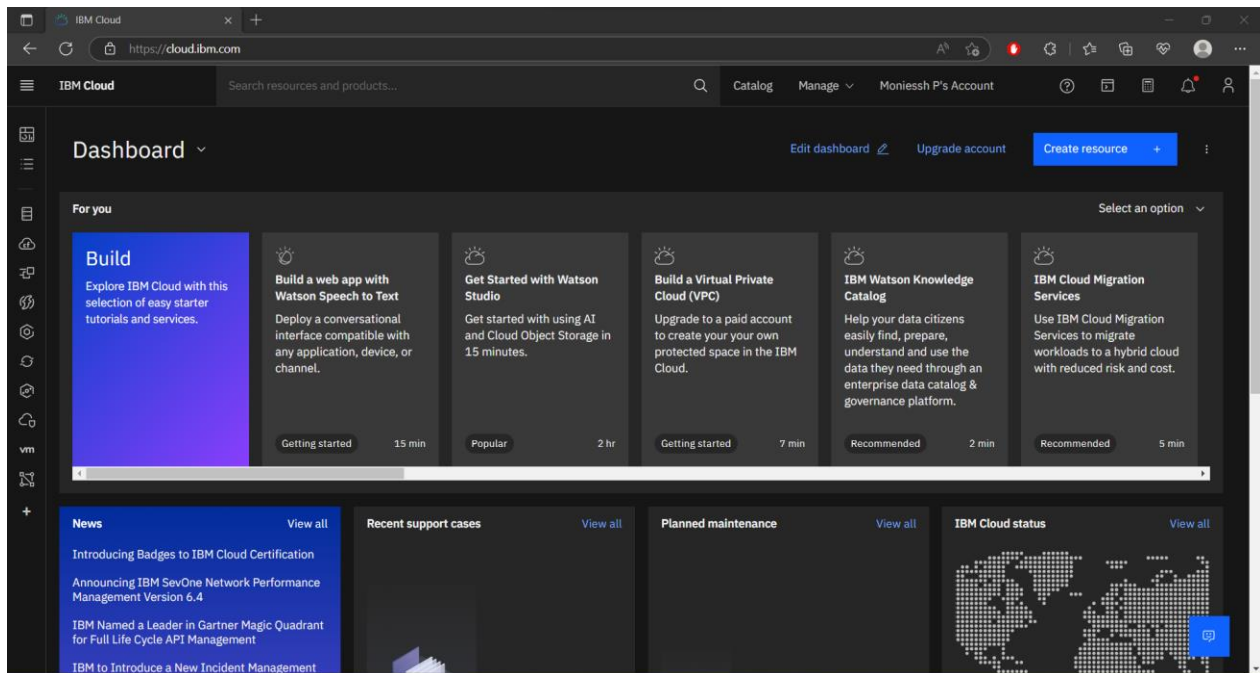 IBM Cloud
https://cloud.ibm.com
IBM Cloud
Search resources and products...
Catalog
Manage
Moniessh P's Account
Dashboard
Edit dashboard
Upgrade account
Create resource +
For you
Select an option
Build
Explore IBM Cloud with this
selection of easy starter
tutorials and services.
Build a web app with
Watson Speech to Text
Deploy a conversational
interface compatible with
any application, device, or
channel.
Getting started
15 min
Get Started with Watson
Studio
Get started with using AI
and Cloud Object Storage in
15 minutes.
Popular
2 hr
Build a Virtual Private
Cloud (VPC)
Upgrade to a paid account
to create your your own
protected space in the IBM
Cloud.
Getting started
7 min
IBM Watson Knowledge
Catalog
Help your data citizens
easily find, prepare,
understand and use the
data they need through an
enterprise data catalog &
governance platform.
Recommended
2 min
IBM Cloud Migration
Services
Use IBM Cloud Migration
Services to migrate
workloads to a hybrid cloud
with reduced risk and cost.
Recommended
5 min
vm
News
View all
Introducing Badges to IBM Cloud Certification
Announcing IBM SevOne Network Performance
Management Version 6.4
IBM Named a Leader in Gartner Magic Quadrant
for Full Life Cycle API Management
IBM to Introduce a New Incident Management
Recent support cases
View all
Planned maintenance
View all
IBM Cloud status
View all